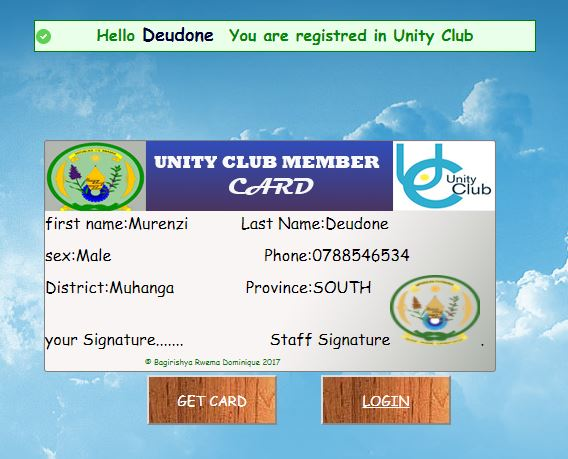 Hello Deudone You are registred in Unity Club
UNITY CLUB MEMBER
CARD
Unity
Club
first name:Murenzi Last Name:Deudone
sex:Male Phone:0788546534
District:Muhanga Province:SOUTH
your Signature....... Staff Signature .
© Bagirishya Rwema Dominique 2017
GET CARD LOGIN